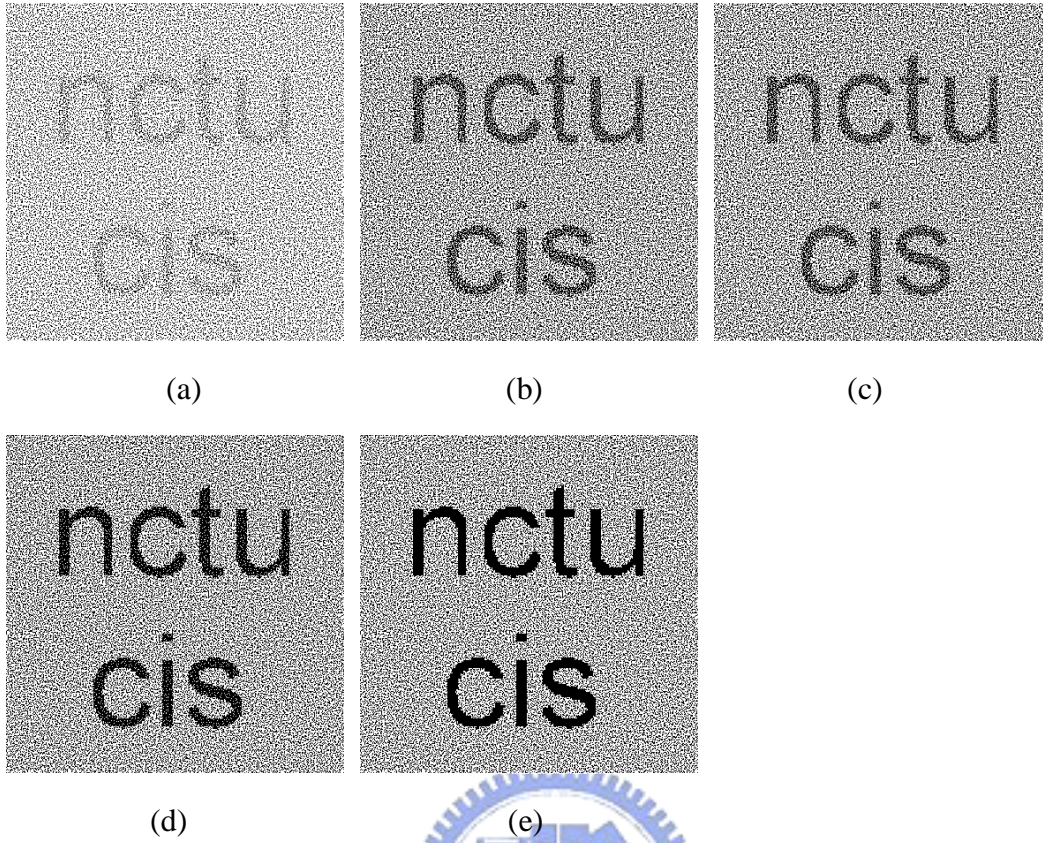 nctu nctu nctu
cis cis cis
(a) (b) (c)
nctu nctu
cis cis
(d) (e)